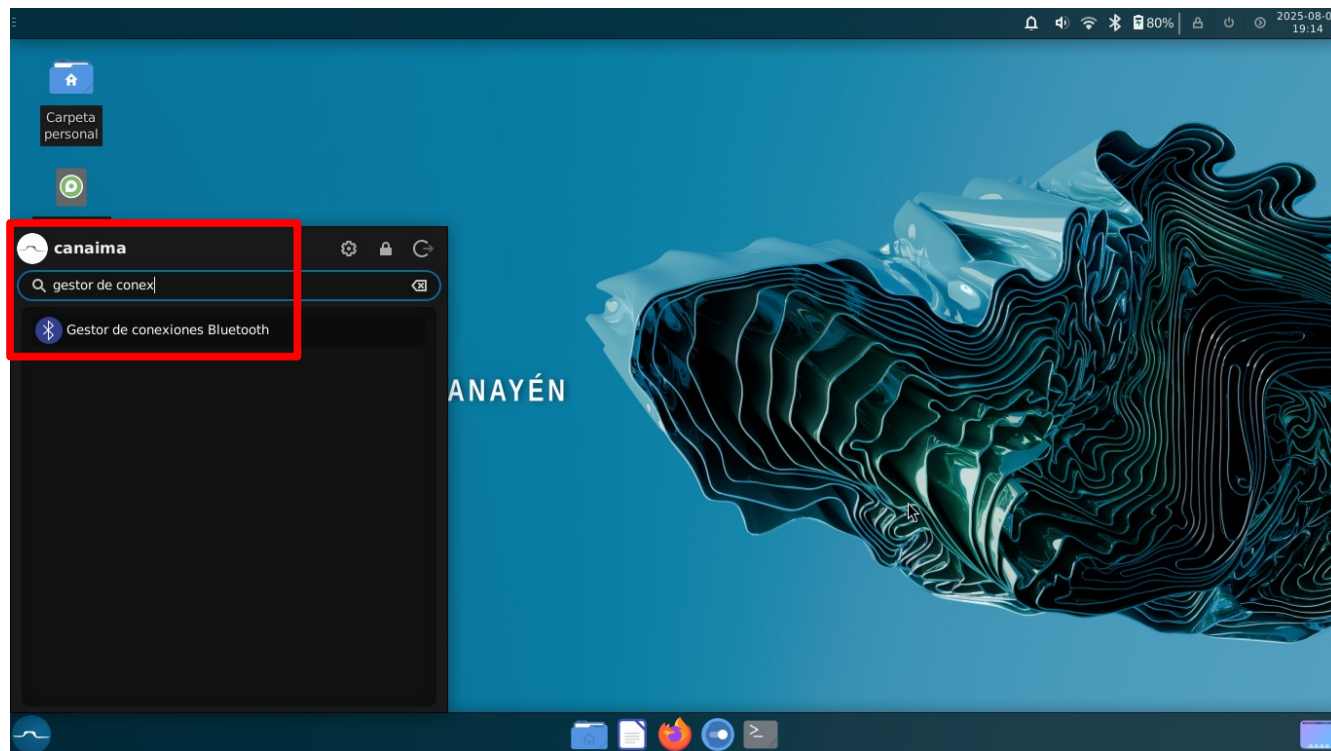 80%
2025-08-0
19:14
Carpeta
personal
canaima
gestor de conex
Gestor de conexiones Bluetooth
ANAYÉN